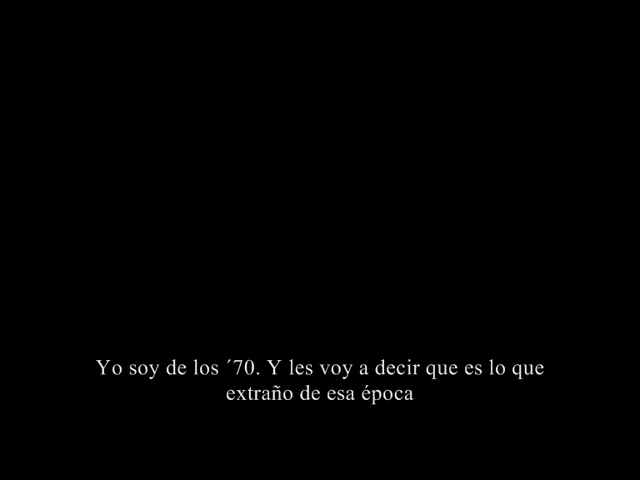 Yo soy de los ´70. Y les voy a decir que es lo que
extraño de esa época